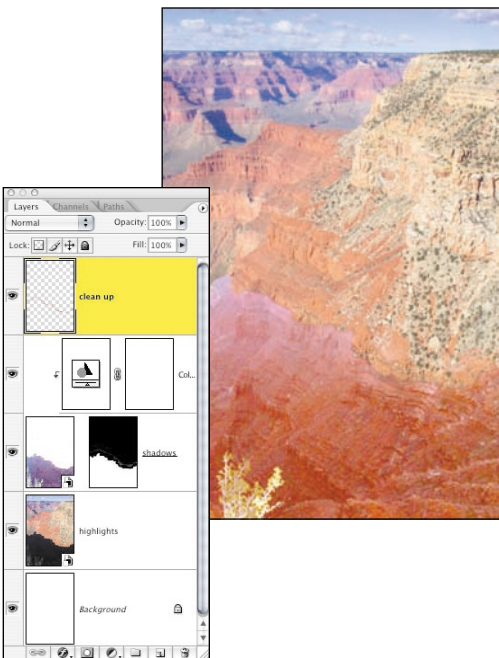 Layers Channels Paths
Normal Opacity: 100%
Lock: Fill: 100%
clean up
Col...
shadows
highlights
Background